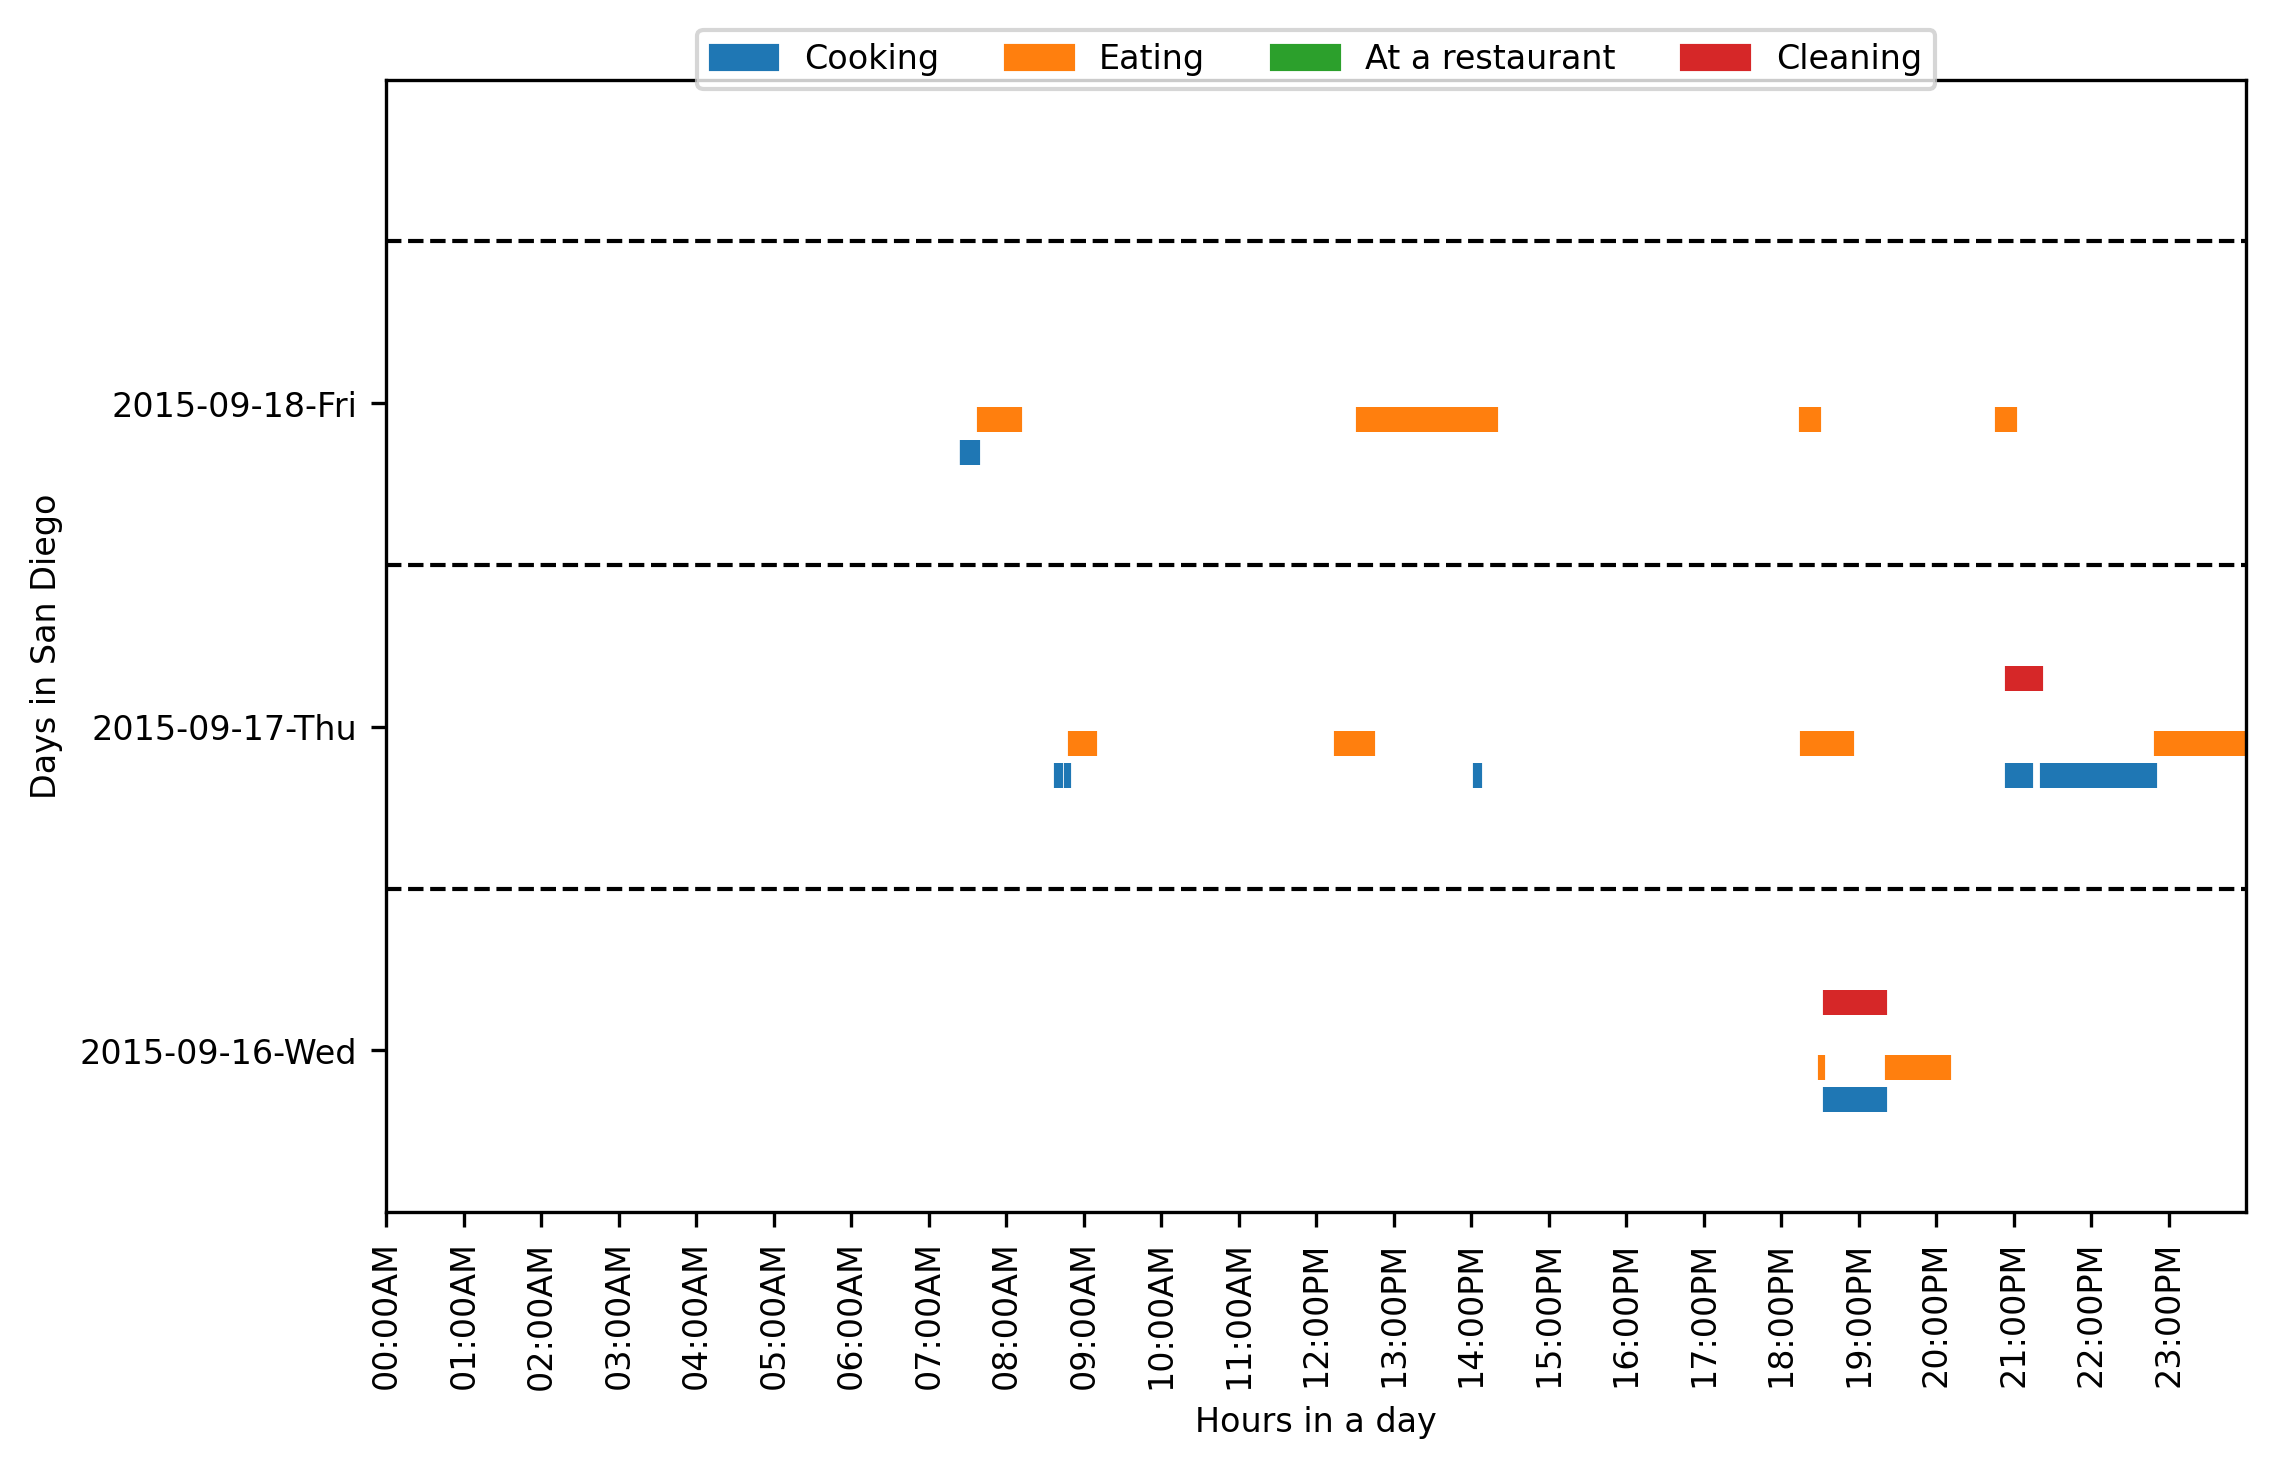 Cooking Eating At a restaurant Cleaning
2015-09-18-Fri
2015-09-17-Thu
2015-09-16-Wed
Days in San Diego
00:00AM
01:00AM
02:00AM
03:00AM
04:00AM
05:00AM
06:00AM
07:00AM
08:00AM
09:00AM
10:00AM
11:00AM
12:00PM
13:00PM
14:00PM
15:00PM
16:00PM
17:00PM
18:00PM
19:00PM
20:00PM
21:00PM
22:00PM
23:00PM
Hours in a day